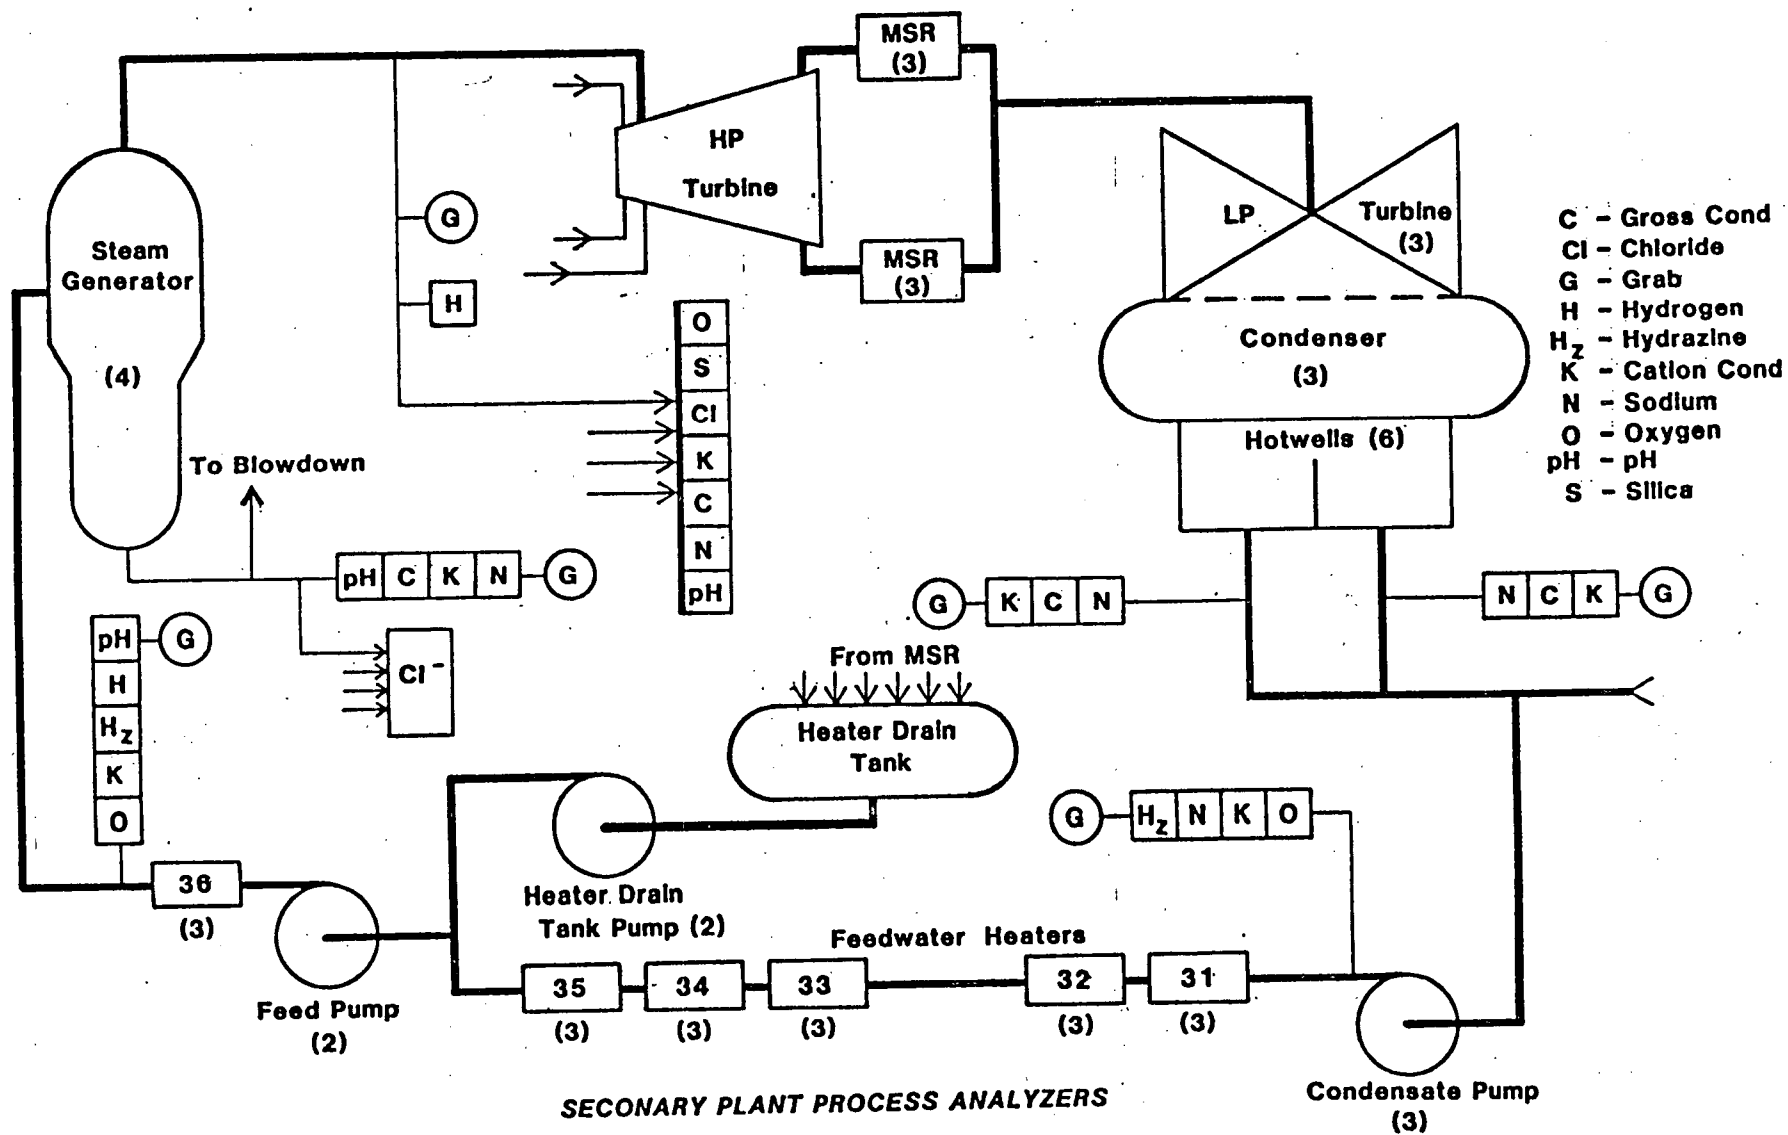 MSR
(3)
HP
Turbine
MSR
(3)
LP
Turbine
(3)
C – Gross Cond
Cl – Chloride
G – Grab
H – Hydrogen
Hz – Hydrazine
K – Cation Cond
N – Sodium
O – Oxygen
pH – pH
S – Silica
Steam
Generator
(4)
G
H
O
S
Cl
K
C
N
pH
Condenser
(3)
Hotwells (6)
To Blowdown
pH C K N G
Cl -
pH G
H
Hz
K
O
G K C N
N C K G
From MSR
Heater Drain
Tank
G Hz N K O
36
(3)
Heater Drain
Tank Pump (2)
Feed Pump
(2)
Feedwater Heaters
35 34 33 32 31
(3) (3) (3) (3) (3)
Condensate Pump
(3)
SECONARY PLANT PROCESS ANALYZERS